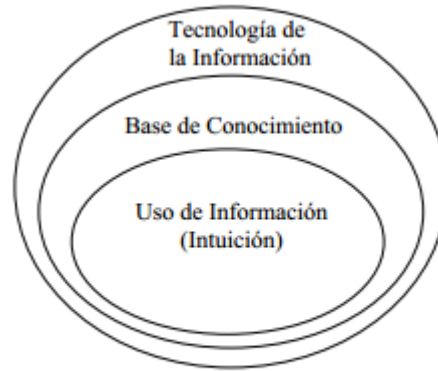 Tecnología de
la Información
Base de Conocimiento
Uso de Información
(Intuición)